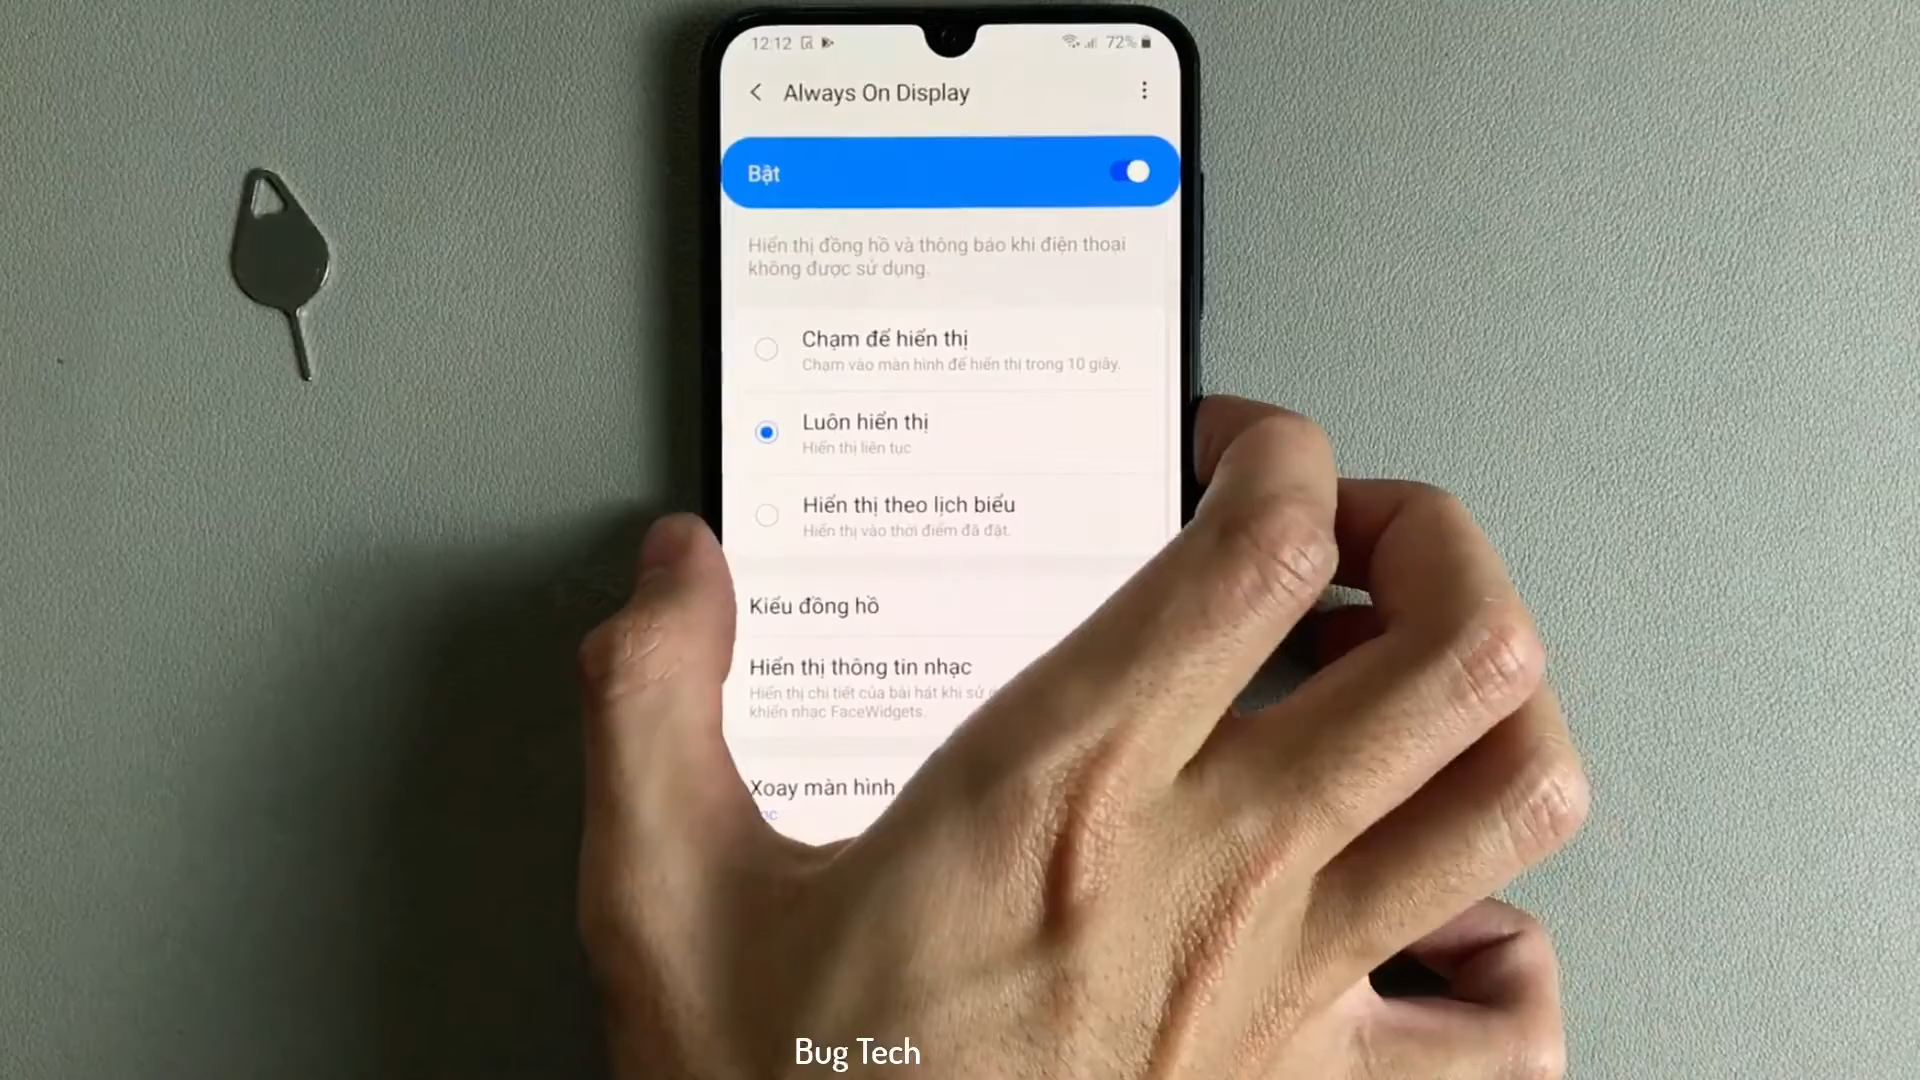 12:12
72%
Always On Display
Bật
Hiển thị đồng hồ và thông báo khi điện thoại
không được sử dụng.
Chạm để hiển thị
Chạm vào màn hình để hiển thị trong 10 giây.
Luôn hiển thị
Hiển thị liên tục
Hiển thị theo lịch biểu
Hiển thị vào thời điểm đã đặt.
Kiểu đồng hồ
Hiển thị thông tin nhạc
Hiển thị chi tiết của bài hát khi sử
khiển nhạc FaceWidgets.
Xoay màn hình
Bug Tech